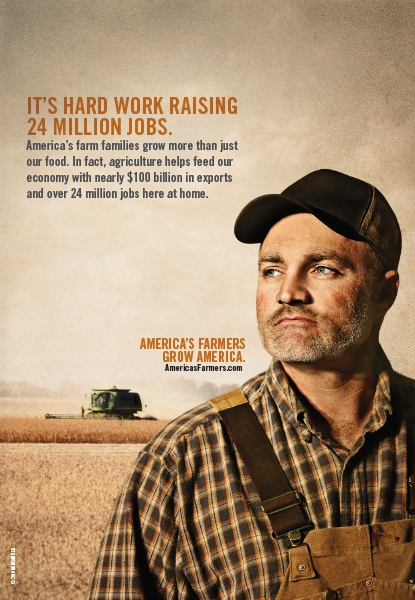 IT'S HARD WORK RAISING
24 MILLION JOBS.
America's farm families grow more than just
our food. In fact, agriculture helps feed our
economy with nearly $100 billion in exports
and over 24 million jobs here at home.
AMERICA'S FARMERS
GROW AMERICA.
AmericasFarmers.com